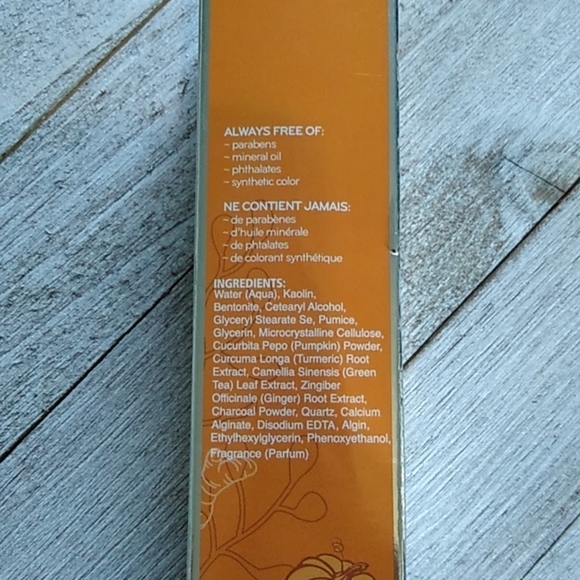 ALWAYS FREE OF:
~ parabens
~ mineral oil
~ phthalates
~ synthetic color
NE CONTIENT JAMAIS:
~ de parabènes
~ d'huile minérale
~ de phtalates
~ de colorant synthétique
INGREDIENTS:
Water (Aqua), Kaolin,
Bentonite, Cetearyl Alcohol,
Glyceryl Stearate Se, Pumice,
Glycerin, Microcrystalline Cellulose,
Cucurbita Pepo (Pumpkin) Powder,
Curcuma Longa (Turmeric) Root
Extract, Camellia Sinensis (Green
Tea) Leaf Extract, Zingiber
Officinale (Ginger) Root Extract,
Charcoal Powder, Quartz, Calcium
Alginate, Disodium EDTA, Algin,
Ethylhexylglycerin, Phenoxyethanol,
Fragrance (Parfum)